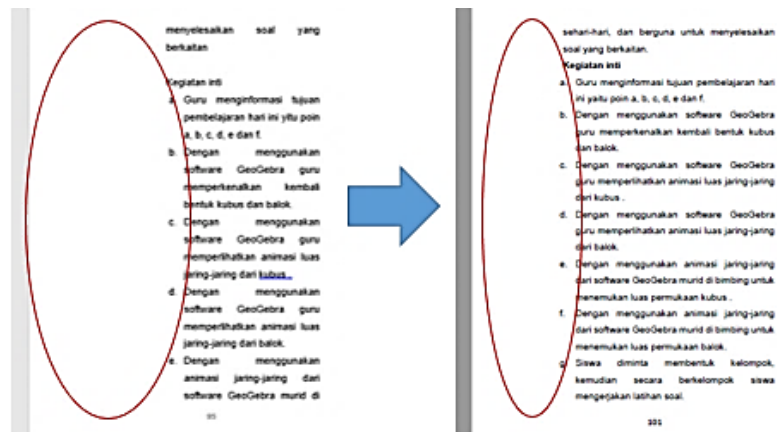 menyelesaikan soal yang
berkaitan
Kegiatan inti
a. Guru menginformasi tujuan
pembelajaran hari ini yitu poin
a, b, c, d, e dan f.
b. Dengan menggunakan
software GeoGebra guru
memperkenalkan kembali
bentuk kubus dan balok.
c. Dengan menggunakan
software GeoGebra guru
memperlihatkan animasi luas
jaring-jaring dari kubus .
d. Dengan menggunakan
software GeoGebra guru
memperlihatkan animasi luas
jaring-jaring dari balok.
e. Dengan menggunakan
animasi jaring-jaring dari
software GeoGebra murid di
sehari-hari, dan berguna untuk menyelesaikan
soal yang berkaitan.
Kegiatan inti
a. Guru menginformasi tujuan pembelajaran hari
ini yaitu poin a, b, c, d, e dan f.
b. Dengan menggunakan software GeoGebra
guru memperkenalkan kembali bentuk kubus
dan balok.
c. Dengan menggunakan software GeoGebra
guru memperlihatkan animasi luas jaring-jaring
dari kubus .
d. Dengan menggunakan software GeoGebra
guru memperlihatkan animasi luas jaring-jaring
dari balok.
e. Dengan menggunakan animasi jaring-jaring
dari software GeoGebra murid di bimbing untuk
menemukan luas permukaan kubus .
f. Dengan menggunakan animasi jaring-jaring
dari software GeoGebra murid di bimbing untuk
menemukan luas permukaan balok.
g. Siswa diminta membentuk kelompok,
kemudian secara berkelompok siswa
mengerjakan latihan soal.
101